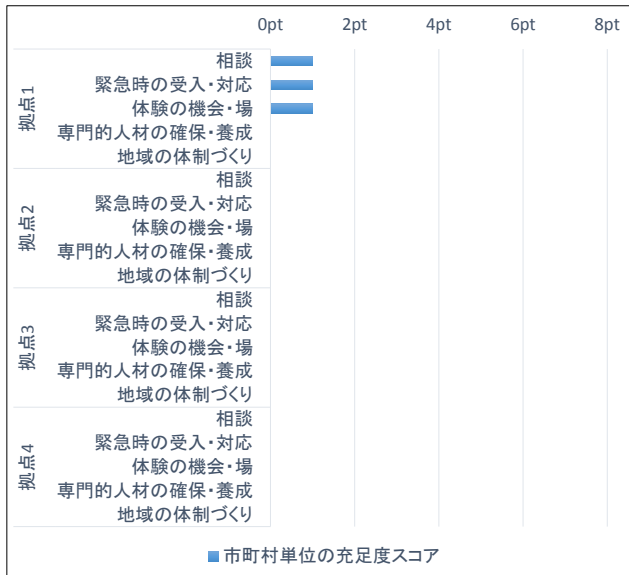 0pt 2pt 4pt 6pt 8pt
拠点1
相談
緊急時の受入・対応
体験の機会・場
専門的人材の確保・養成
地域の体制づくり
拠点2
相談
緊急時の受入・対応
体験の機会・場
専門的人材の確保・養成
地域の体制づくり
拠点3
相談
緊急時の受入・対応
体験の機会・場
専門的人材の確保・養成
地域の体制づくり
拠点4
相談
緊急時の受入・対応
体験の機会・場
専門的人材の確保・養成
地域の体制づくり
市町村単位の充足度スコア